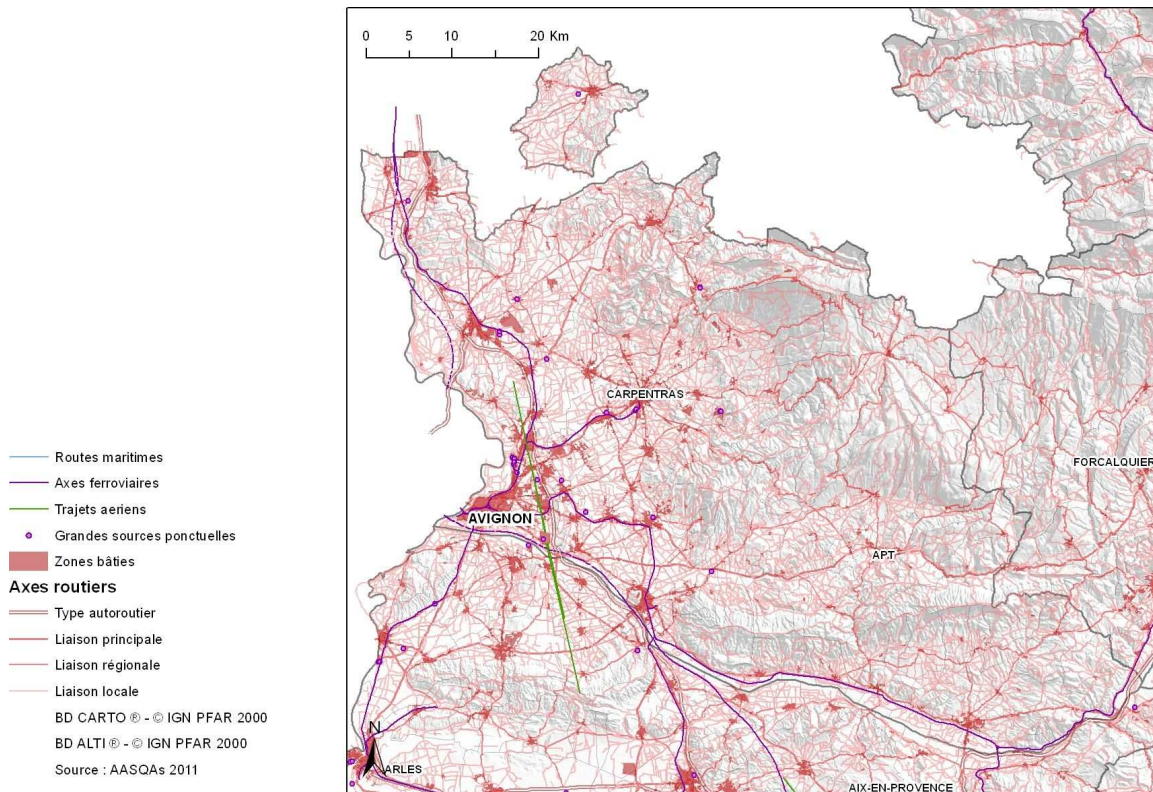 0 5 10 20 Km
CARPENTRAS
FORCALQUIER
AVIGNON
APT
ARLES
AIX-EN-PROVENCE
N
Routes maritimes
Axes ferroviaires
Trajets aeriens
Grandes sources ponctuelles
Zones bâties
Axes routiers
Type autoroutier
Liaison principale
Liaison régionale
Liaison locale
BD CARTO ® - © IGN PFAR 2000
BD ALTI ® - © IGN PFAR 2000
Source : AASQAs 2011